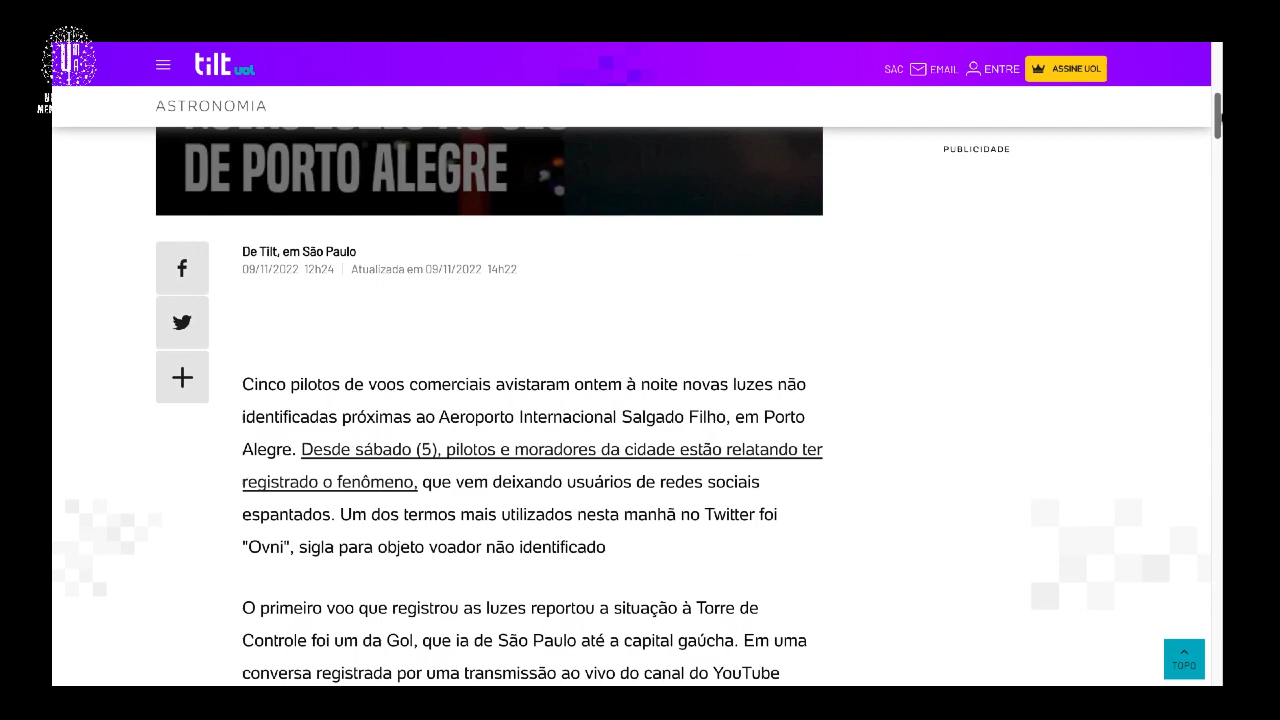 tilt uol
SAC EMAIL ENTRE ASSINE UOL
ASTRONOMIA
DE PORTO ALEGRE
PUBLICIDADE
De Tilt, em São Paulo
09/11/2022 12h24 Atualizada em 09/11/2022 14h22
Cinco pilotos de voos comerciais avistaram ontem à noite novas luzes não
identificadas próximas ao Aeroporto Internacional Salgado Filho, em Porto
Alegre. Desde sábado (5), pilotos e moradores da cidade estão relatando ter
registrado o fenômeno, que vem deixando usuários de redes sociais
espantados. Um dos termos mais utilizados nesta manhã no Twitter foi
"Ovni", sigla para objeto voador não identificado
O primeiro voo que registrou as luzes reportou a situação à Torre de
Controle foi um da Gol, que ia de São Paulo até a capital gaúcha. Em uma
conversa registrada por uma transmissão ao vivo do canal do YouTube
TOPO